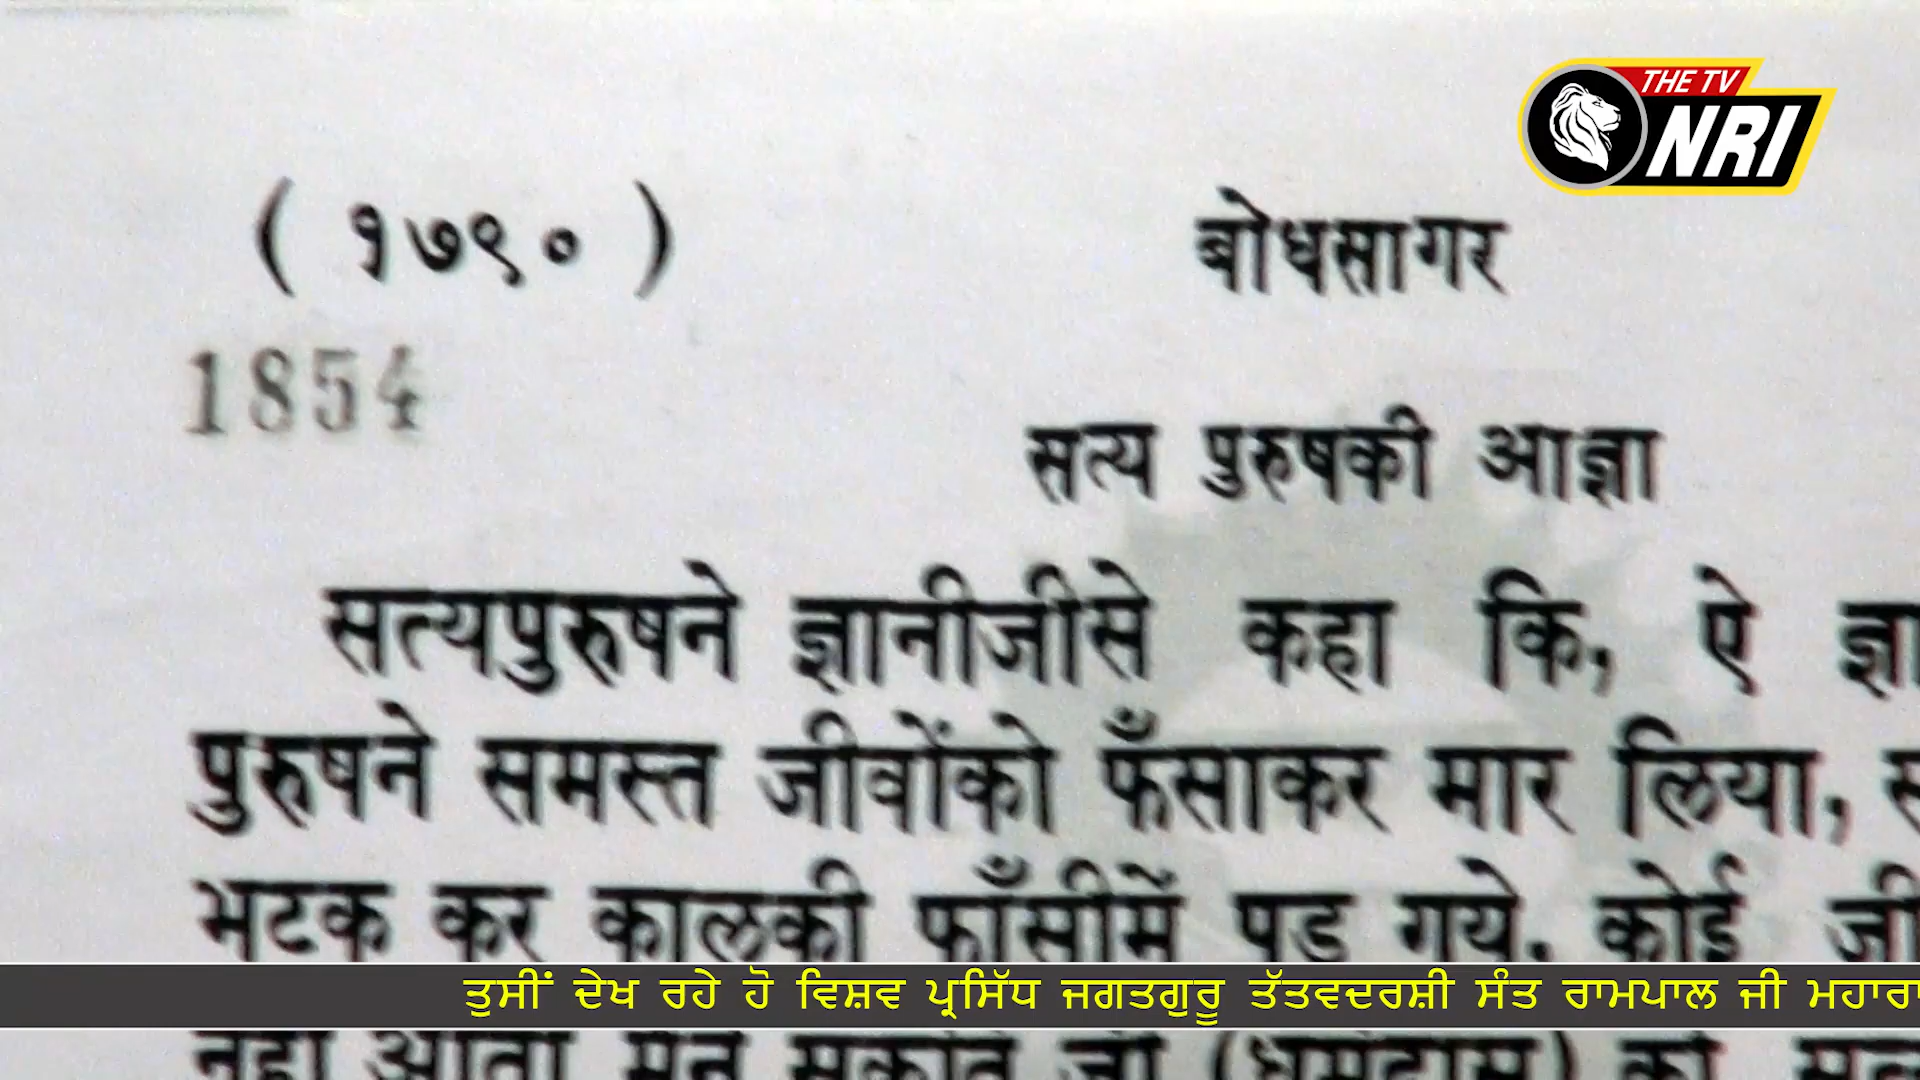 THE TV
NRI
( १७९० ) बोधसागर
1854
सत्य पुरुषकी आज्ञा
सत्यपुरुषने ज्ञानीजीसे कहा कि, ऐ
पुरुषने समस्त जीवोंको फँसाकर मार लिया,
भटक कर कालकी फाँसीमें पड गये. कोई
ਤੁਸੀਂ ਦੇਖ ਰਹੇ ਹੋ ਵਿਸ਼ਵ ਪ੍ਰਸਿੱਧ ਜਗਤਗੁਰੂ ਤੱਤਵਦਰਸ਼ੀ ਸੰਤ ਰਾਮਪਾਲ ਜੀ